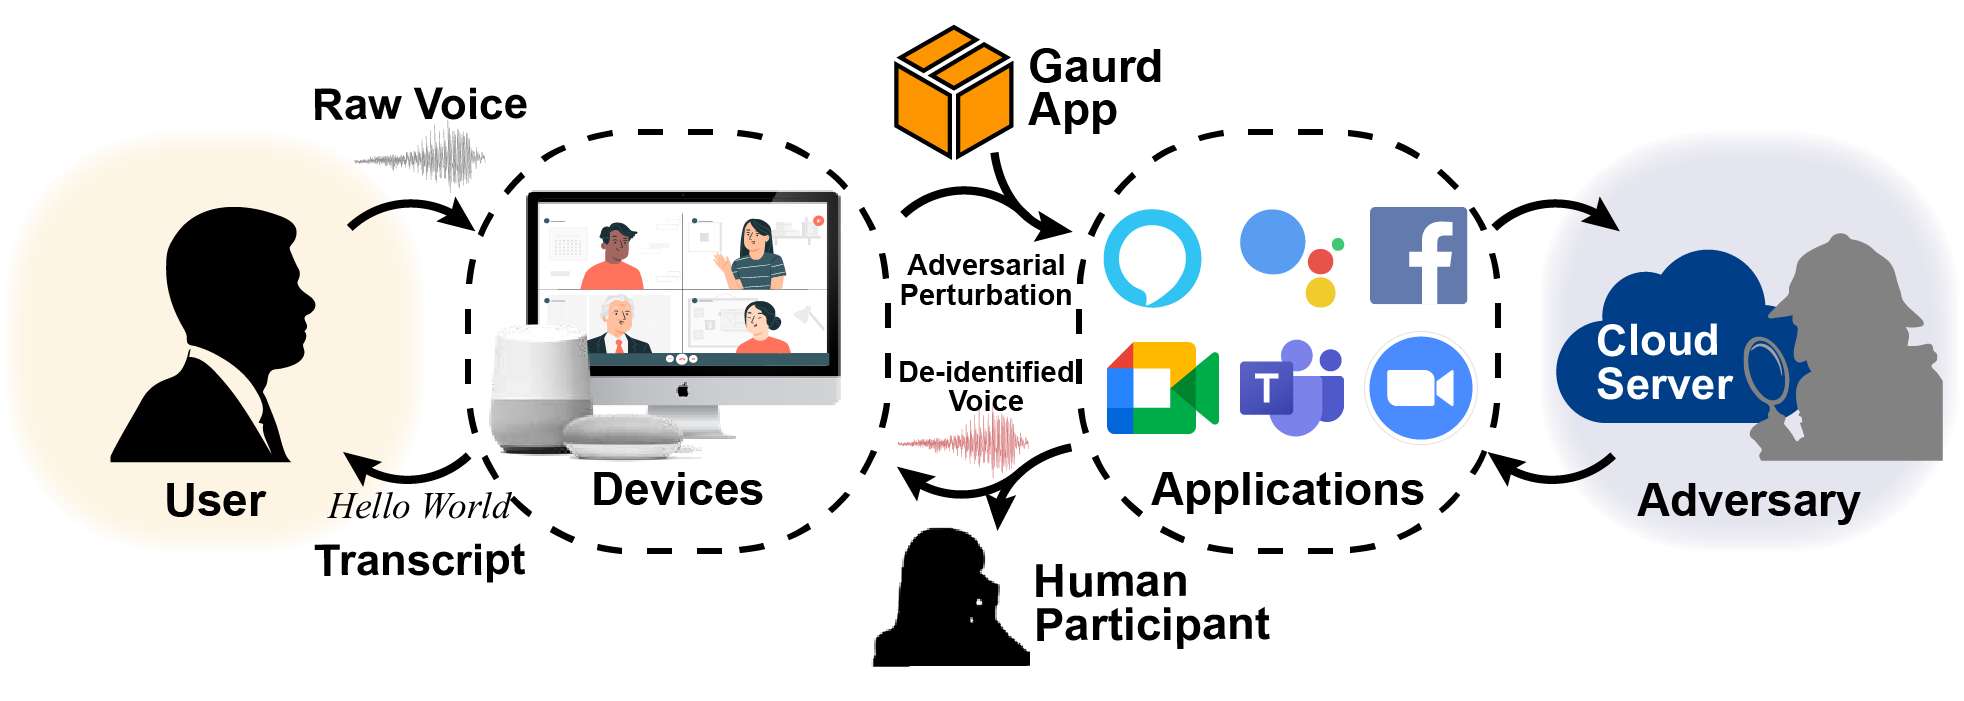 Raw Voice
Gaurd
App
Adversarial
Perturbation
De-identified
Voice
T
f
Cloud
Server
User
Hello World
Transcript
Devices
Applications
Adversary
Human
Participant